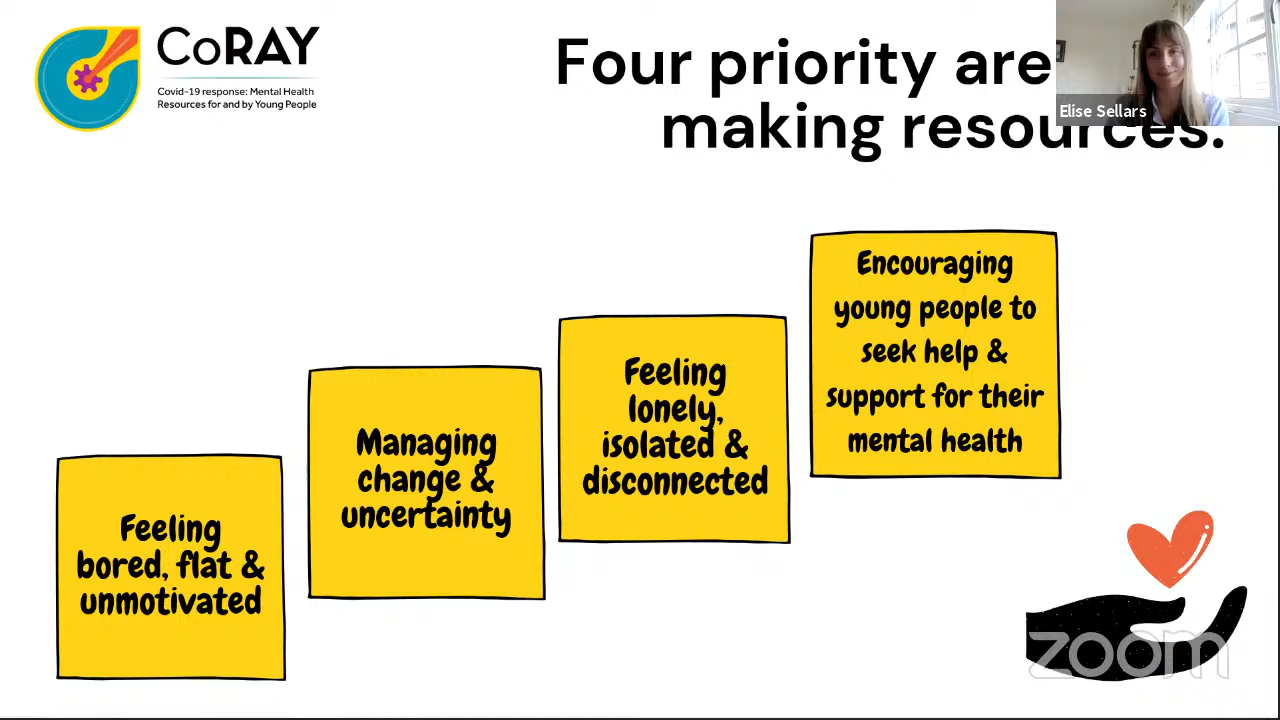 CoRAY
Covid-19 response: Mental Health
Resources for and by Young People
Four priority are
making resources.
Elise Sellars
Feeling
bored, flat &
unmotivated
Managing
change &
uncertainty
Feeling
lonely,
isolated &
disconnected
Encouraging
young people to
seek help &
support for their
mental health
zoom